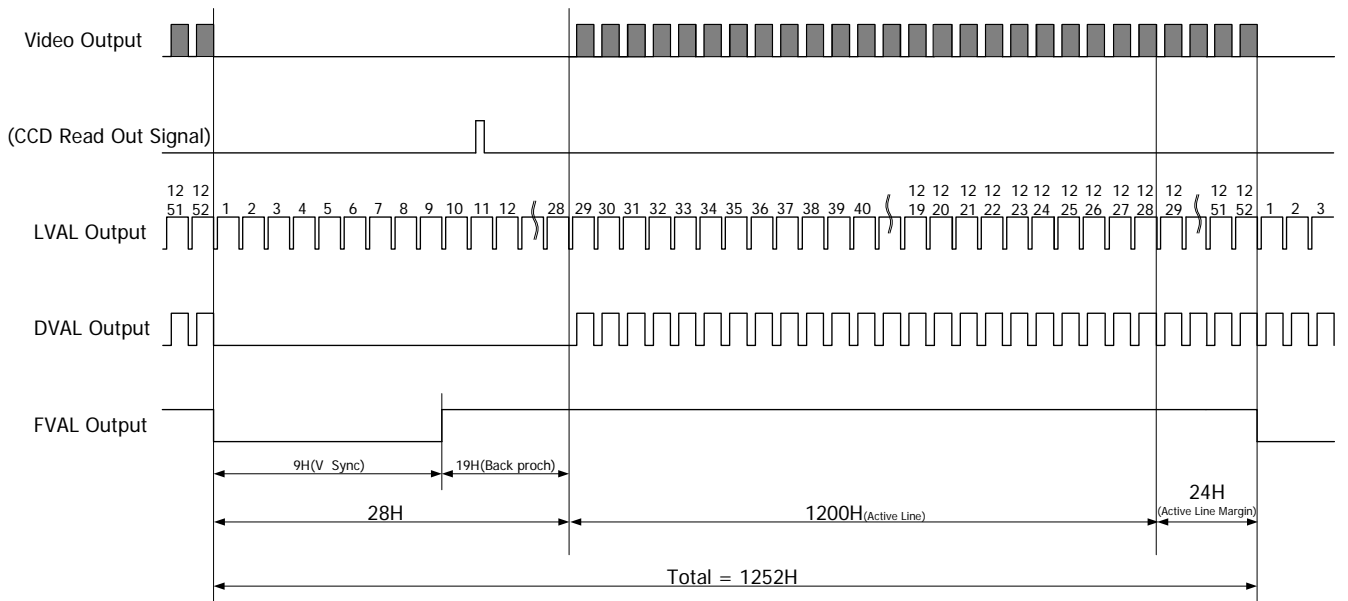 Video Output
(CCD Read Out Signal)
12 12 12 12 12 12 12 12 12 12 12 12 12 12 12
51 52 1 2 3 4 5 6 7 8 9 10 11 12 28 29 30 31 32 33 34 35 36 37 38 39 40 19 20 21 22 23 24 25 26 27 28 29 51 52 1 2 3
LVAL Output
DVAL Output
FVAL Output
9H(V Sync) 19H(Back proch)
28H 1200H(Active Line) 24H
(Active Line Margin)
Total = 1252H